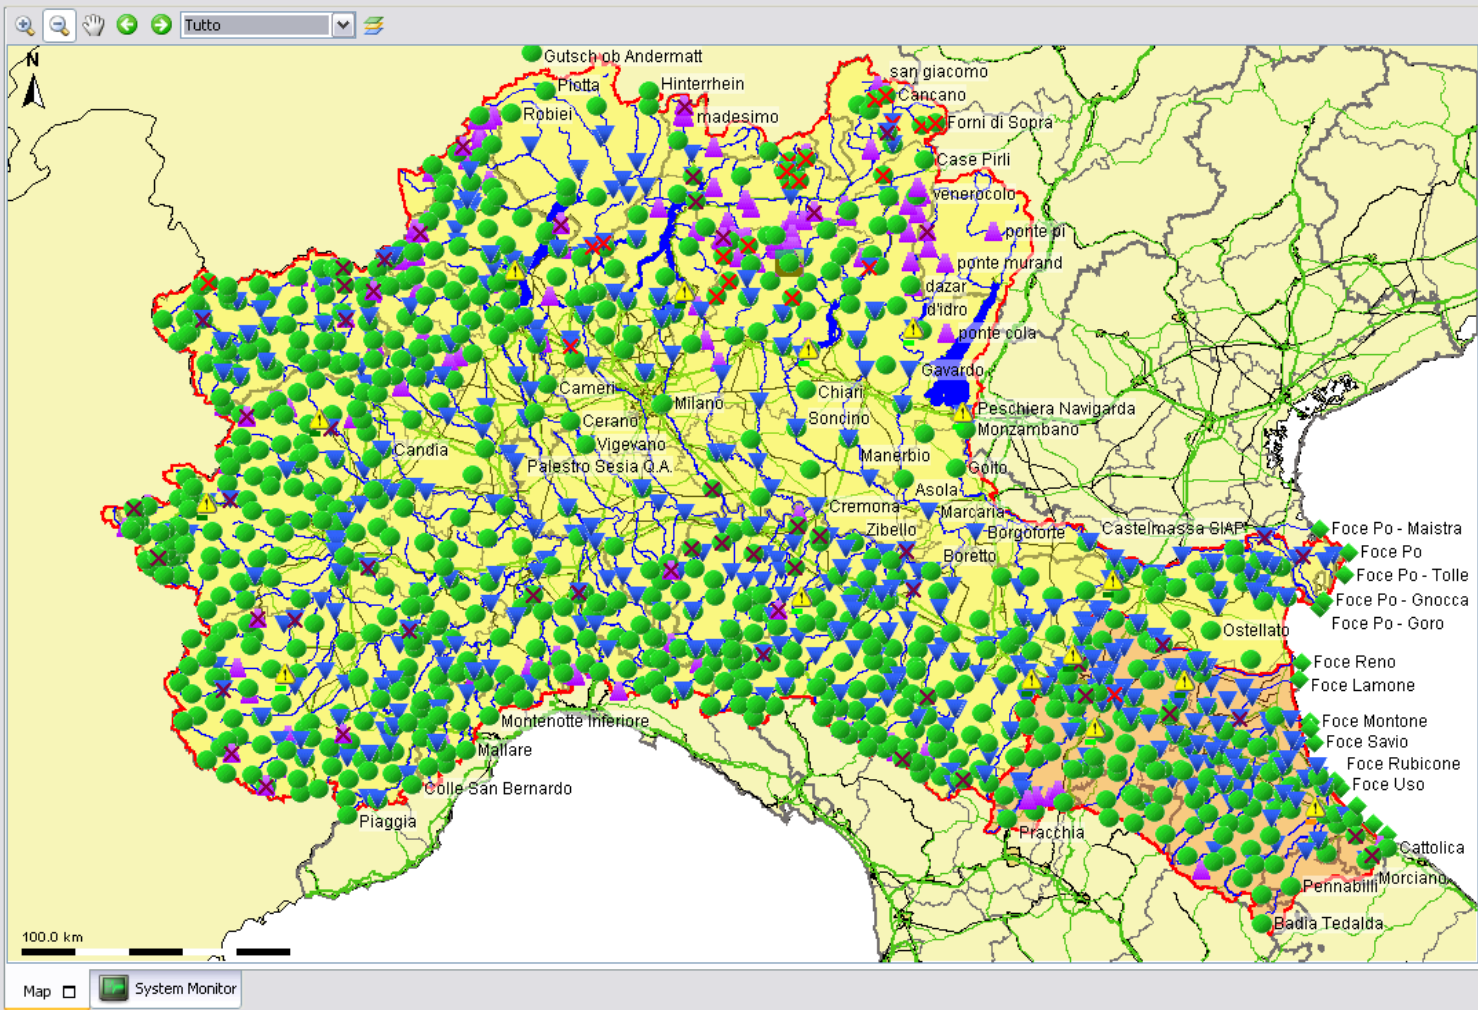 Tutto
N
Gutsch ob Andermatt
san giacomo
Piotta
Hinterrhein
Cancano
Robiei
madesimo
Forni di Sopra
Case Pirli
venerocolo
ponte pi
ponte murand
dazar
d'idro
ponte cola
Gavardo
Cameri
Chiari
Milano
Peschiera Navigarda
Cerano
Soncino
Monzambano
Vigevano
Candia
Manerbio
Palestro Sesia Q.A.
Goito
Asola
Cremona
Marcaria
Zibello
Borgoforte
Castelmassa SIAP
Foce Po - Maistra
Boretto
Foce Po
Foce Po - Tolle
Foce Po - Gnocca
Foce Po - Goro
Ostellato
Foce Reno
Foce Lamone
Montenotte Inferiore
Foce Montone
Mallare
Foce Savio
Foce Rubicone
Colle San Bernardo
Foce Uso
Piaggia
Pracchia
Cattolica
Morciano
Pennabilli
Badia Tedalda
100.0 km
Map
System Monitor